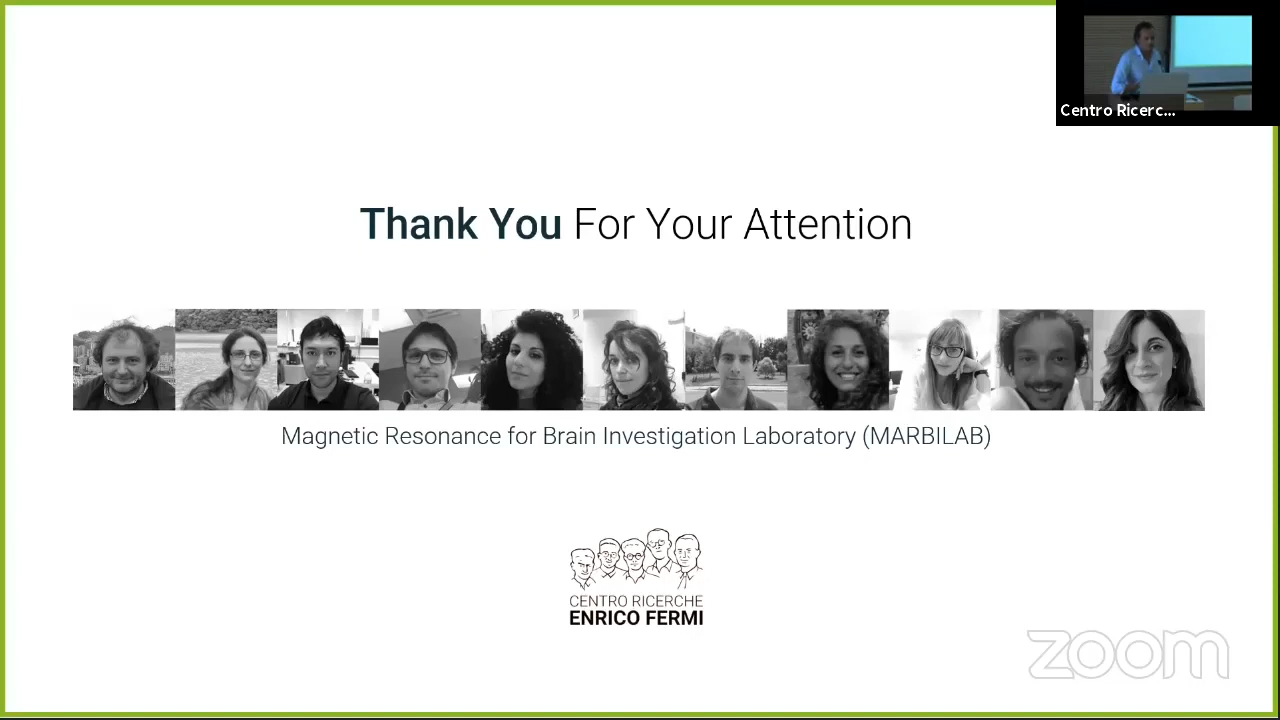 Centro Ricerc...
Thank You For Your Attention
Magnetic Resonance for Brain Investigation Laboratory (MARBILAB)
CENTRO RICERCHE
ENRICO FERMI
zoom